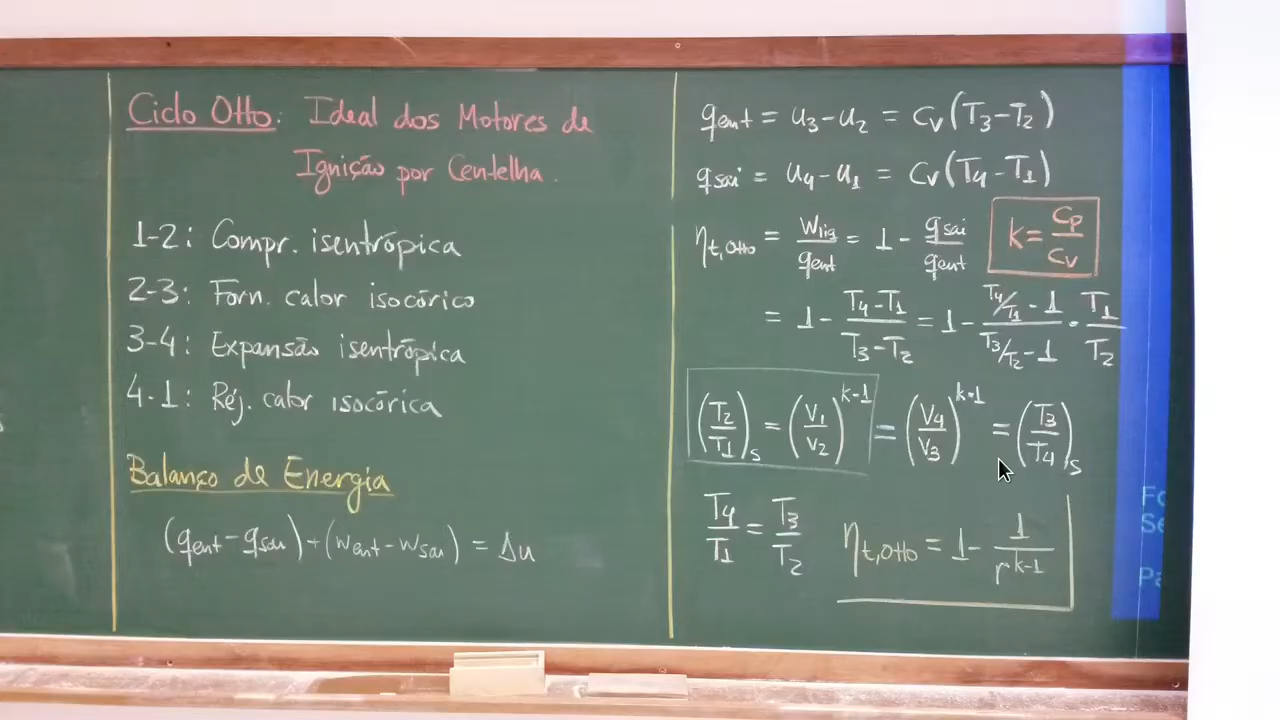 Ciclo Otto: Ideal dos Motores de
Ignição por Centelha.
1-2: Compr. isentrópica
2-3: Forn. calor isocórico
3-4: Expansão isentrópica
4-1: Rej. calor isocórica
Balanço de Energia
(qent - qsai) + (went - wsai) = Δu
qent = u3 - u2 = Cv(T3 - T2)
qsai = u4 - u1 = Cv(T4 - T1)
ηt,Otto = wliq/qent = 1 - qsai/qent
k = Cp/Cv
= 1 - (T4 - T1)/(T3 - T2) = 1 - (T4/T1 - 1)/(T3/T2 - 1) · T1/T2
(T2/T1)s = (V1/V2)^k-1 = (V4/V3)^k-1 = (T3/T4)s
T4/T1 = T3/T2
ηt,Otto = 1 - 1/r^k-1
Se